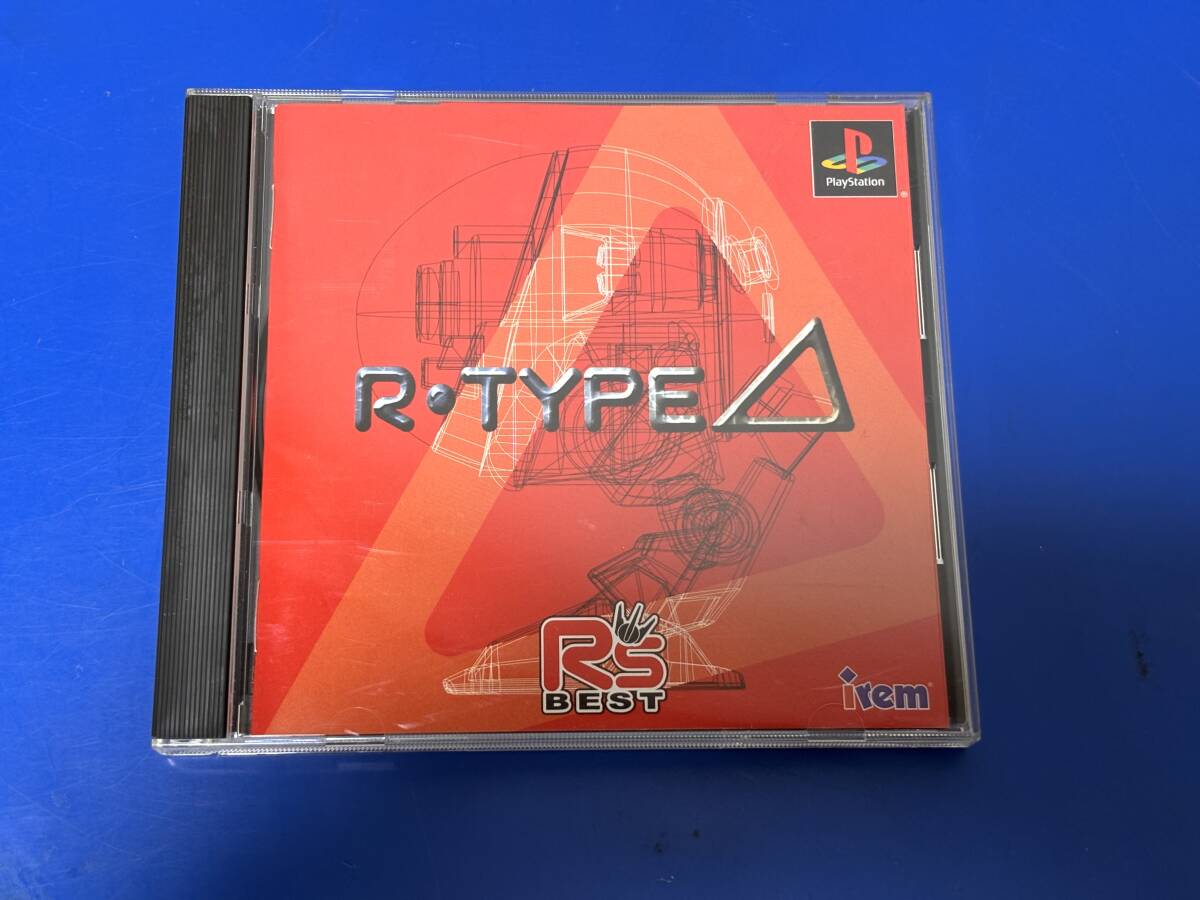 PlayStation
R・TYPE Δ
R's
BEST
irem